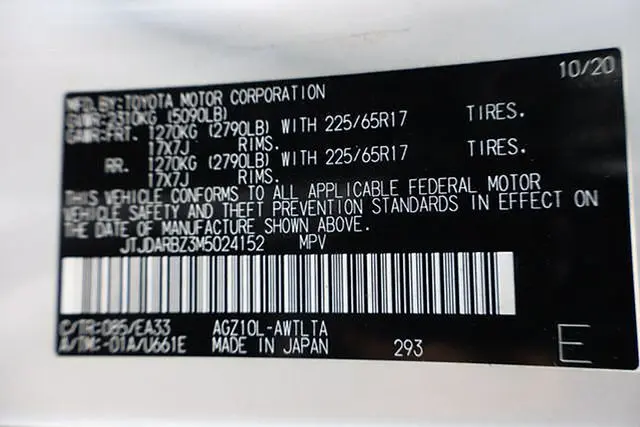 10/20
MFD.BY:TOYOTA MOTOR CORPORATION
GVWR:2310KG (5090LB)
GAWR:FRT. 1270KG (2790LB) WITH 225/65R17 TIRES.
17X7J RIMS.
RR. 1270KG (2790LB) WITH 225/65R17 TIRES.
17X7J RIMS.
THIS VEHICLE CONFORMS TO ALL APPLICABLE FEDERAL MOTOR
VEHICLE SAFETY AND THEFT PREVENTION STANDARDS IN EFFECT ON
THE DATE OF MANUFACTURE SHOWN ABOVE.
JTJDARBZ3M5024152 MPV
C/TR:085/EA33 AGZ10L-AWTLTA
A/TM:-01A/U661E MADE IN JAPAN 293 E